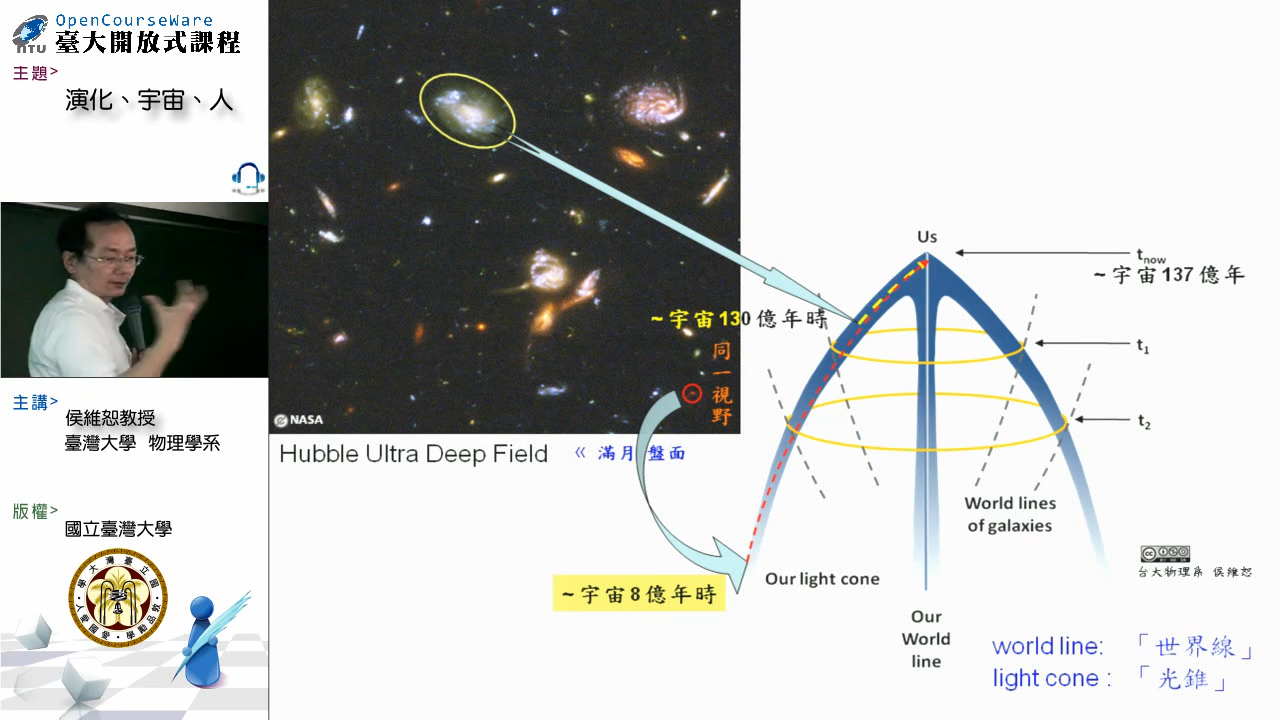 OpenCourseWare
NTU
臺大開放式課程
主題>
演化、宇宙、人
主講>
侯維恕教授
臺灣大學 物理學系
版權>
國立臺灣大學
NASA
Hubble Ultra Deep Field
《 滿月 盤面
~宇宙130億年時
同一視野
~宇宙8億年時
Us
tnow
~宇宙137億年
t1
t2
World lines
of galaxies
Our light cone
Our
World
line
台大物理系 侯維恕
world line: 「世界線」
light cone : 「光錐」